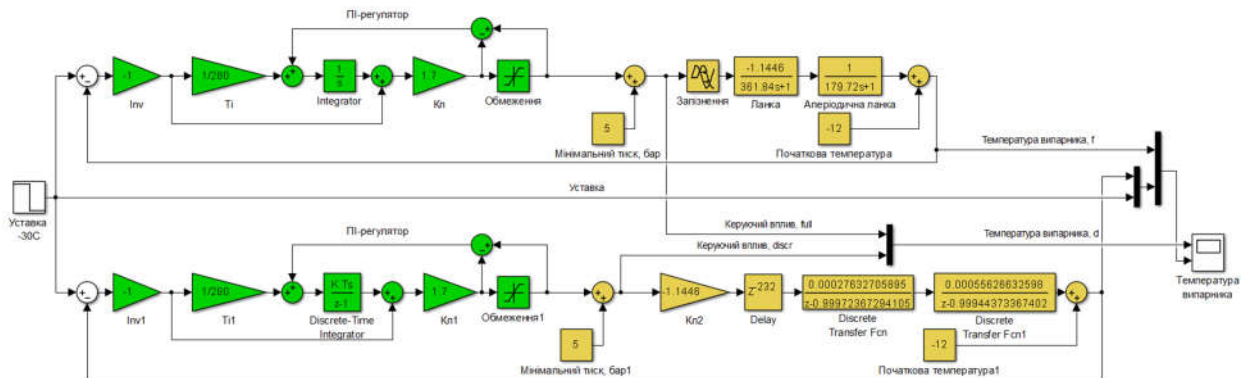 ПІ-регулятор
-1
Inv
1/280
Ti
1
s
Integrator
1.7
Кп
Обмеження
5
Мінімальний тиск, бар
Запізнення
-1.1446
361.84s+1
Ланка
1
179.72s+1
Аперіодична ланка
-12
Початкова температура
Температура випарника, f
Уставка
-30C
Уставка
Керуючий вплив, full
Керуючий вплив, discr
Температура випарника, d
Температура
випарника
ПІ-регулятор
-1
Inv1
1/280
Ti1
K Ts
z-1
Discrete-Time
Integrator
1.7
Кп1
Обмеження1
5
Мінімальний тиск, бар1
-1.1446
Кп2
Z-232
Delay
0.00027632705895
z-0.99972367294105
Discrete
Transfer Fcn
0.00055626632598
z-0.99944373367402
Discrete
Transfer Fcn1
-12
Початкова температура1